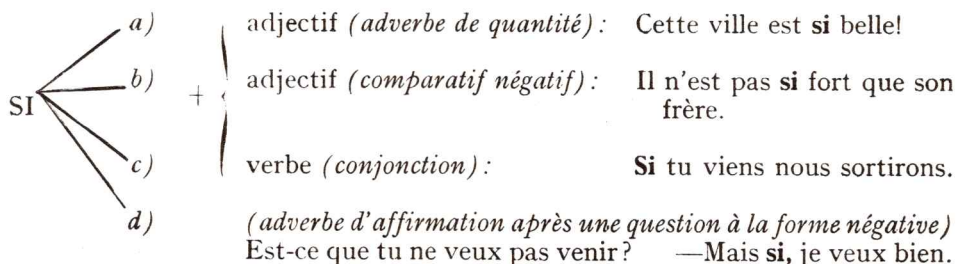 a) adjectif (adverbe de quantité) : Cette ville est si belle!
b) + adjectif (comparatif négatif) : Il n'est pas si fort que son
frère.
SI
c) verbe (conjonction) : Si tu viens nous sortirons.
d) (adverbe d'affirmation après une question à la forme négative)
Est-ce que tu ne veux pas venir? —Mais si, je veux bien.